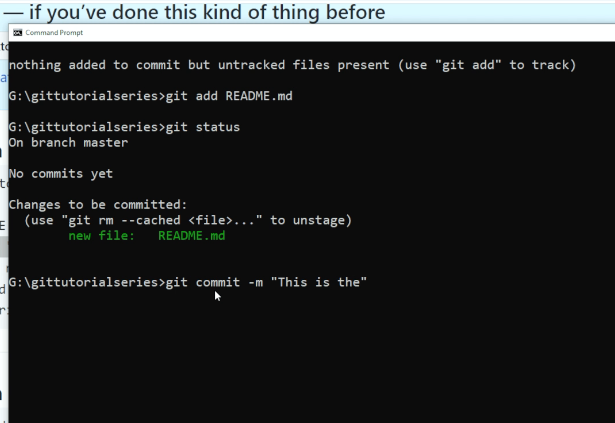 — if you've done this kind of thing before
Command Prompt
nothing added to commit but untracked files present (use "git add" to track)
G:\gittutorialseries>git add README.md
G:\gittutorialseries>git status
On branch master
No commits yet
Changes to be committed:
(use "git rm --cached <file>..." to unstage)
new file: README.md
G:\gittutorialseries>git commit -m "This is the"